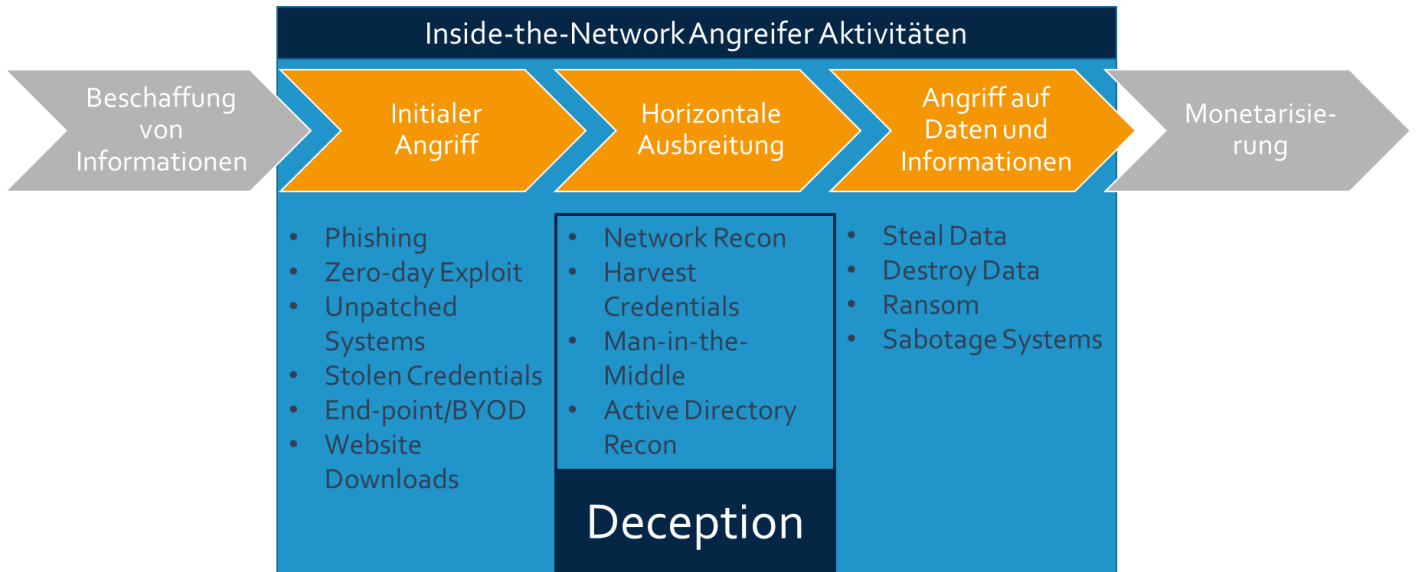 Inside-the-Network Angreifer Aktivitäten
Beschaffung
von
Informationen
Initialer
Angriff
Horizontale
Ausbreitung
Angriff auf
Daten und
Informationen
Monetarisie-
rung
• Phishing
• Zero-day Exploit
• Unpatched
Systems
• Stolen Credentials
• End-point/BYOD
• Website
Downloads
• Network Recon
• Harvest
Credentials
• Man-in-the-
Middle
• Active Directory
Recon
Deception
• Steal Data
• Destroy Data
• Ransom
• Sabotage Systems